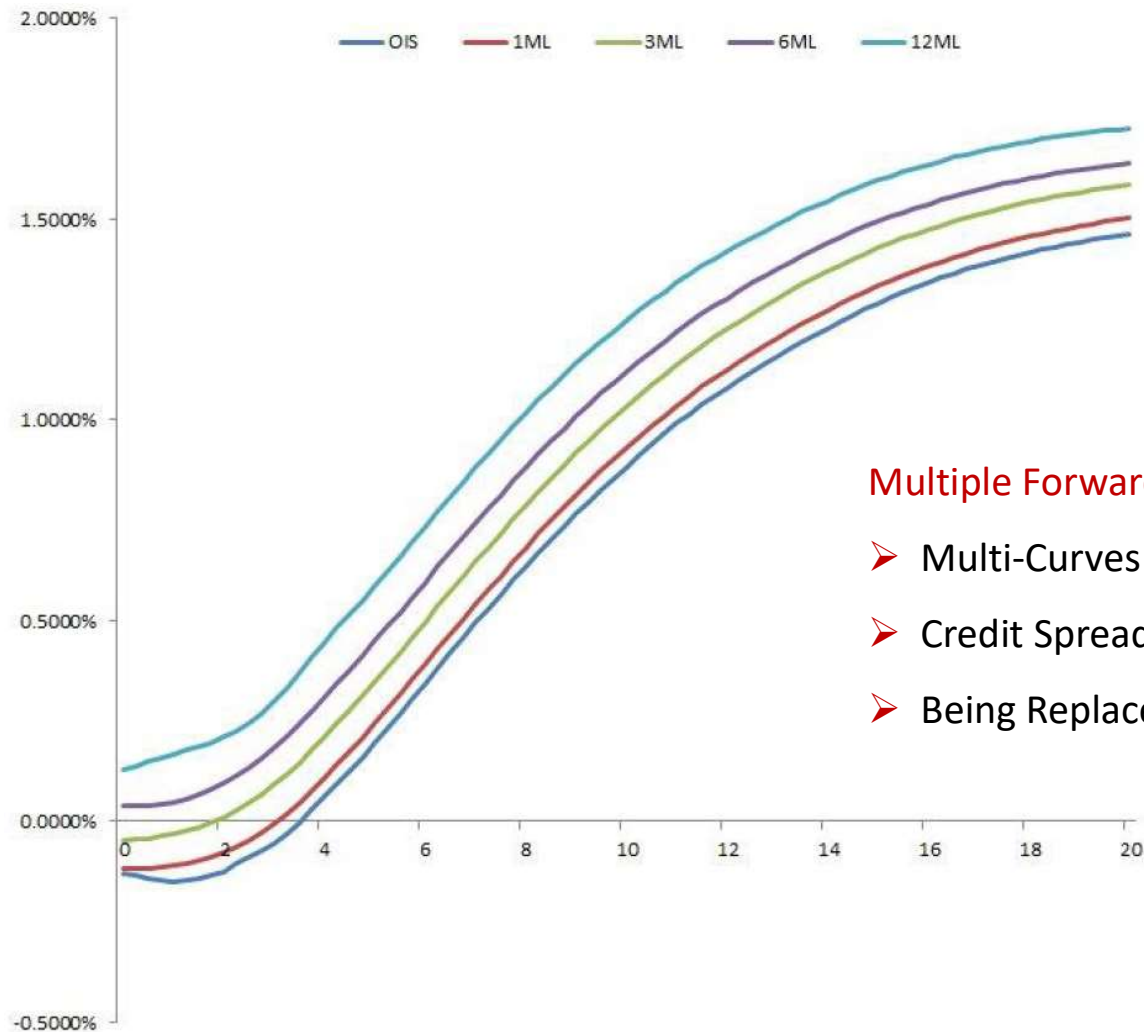 2.0000%
OIS 1ML 3ML 6ML 12ML
1.5000%
1.0000%
Multiple Forwar
➤ Multi-Curves
➤ Credit Spread
0.5000%
➤ Being Replace
0.0000%
0 2 4 6 8 10 12 14 16 18 20
-0.5000%